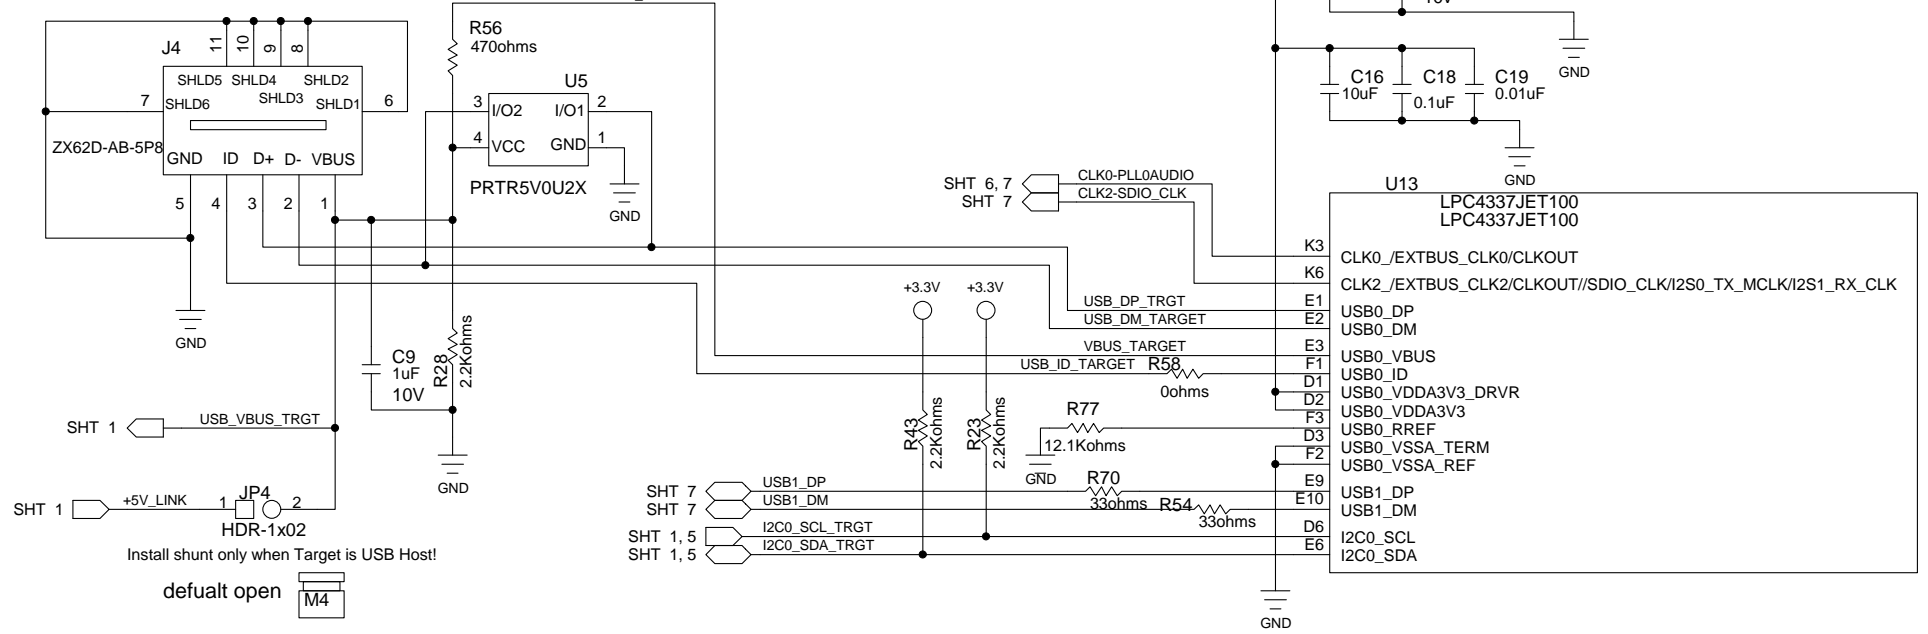 R56
470ohms
J4
11
10
9
8
SHLD5
SHLD4
SHLD3
SHLD2
SHLD6
SHLD1
7
6
ZX62D-AB-5P8
GND
ID
D+
D-
VBUS
5
4
3
2
1
U5
3
I/O2
I/O1
2
4
VCC
GND
1
PRTR5V0U2X
GND
GND
C9
1uF
10V
R28
2.2Kohms
GND
SHT 1
USB_VBUS_TRGT
SHT 1
+5V_LINK
1
JP4
2
HDR-1x02
Install shunt only when Target is USB Host!
defualt open
M4
GND
C16
10uF
C18
0.1uF
C19
0.01uF
GND
SHT 6, 7
CLK0-PLL0AUDIO
SHT 7
CLK2-SDIO_CLK
U13
LPC4337JET100
LPC4337JET100
K3
CLK0_/EXTBUS_CLK0/CLKOUT
K6
CLK2_/EXTBUS_CLK2/CLKOUT//SDIO_CLK/I2S0_TX_MCLK/I2S1_RX_CLK
+3.3V
+3.3V
USB_DP_TRGT
E1
USB0_DP
USB_DM_TARGET
E2
USB0_DM
VBUS_TARGET
E3
USB0_VBUS
USB_ID_TARGET
R58
0ohms
F1
USB0_ID
D1
USB0_VDDA3V3_DRVR
D2
USB0_VDDA3V3
R77
12.1Kohms
GND
F3
USB0_RREF
D3
USB0_VSSA_TERM
F2
USB0_VSSA_REF
R43
2.2Kohms
R23
2.2Kohms
SHT 7
USB1_DP
R70
33ohms
E9
USB1_DP
SHT 7
USB1_DM
R54
33ohms
E10
USB1_DM
SHT 1, 5
I2C0_SCL_TRGT
D6
I2C0_SCL
SHT 1, 5
I2C0_SDA_TRGT
E6
I2C0_SDA
GND